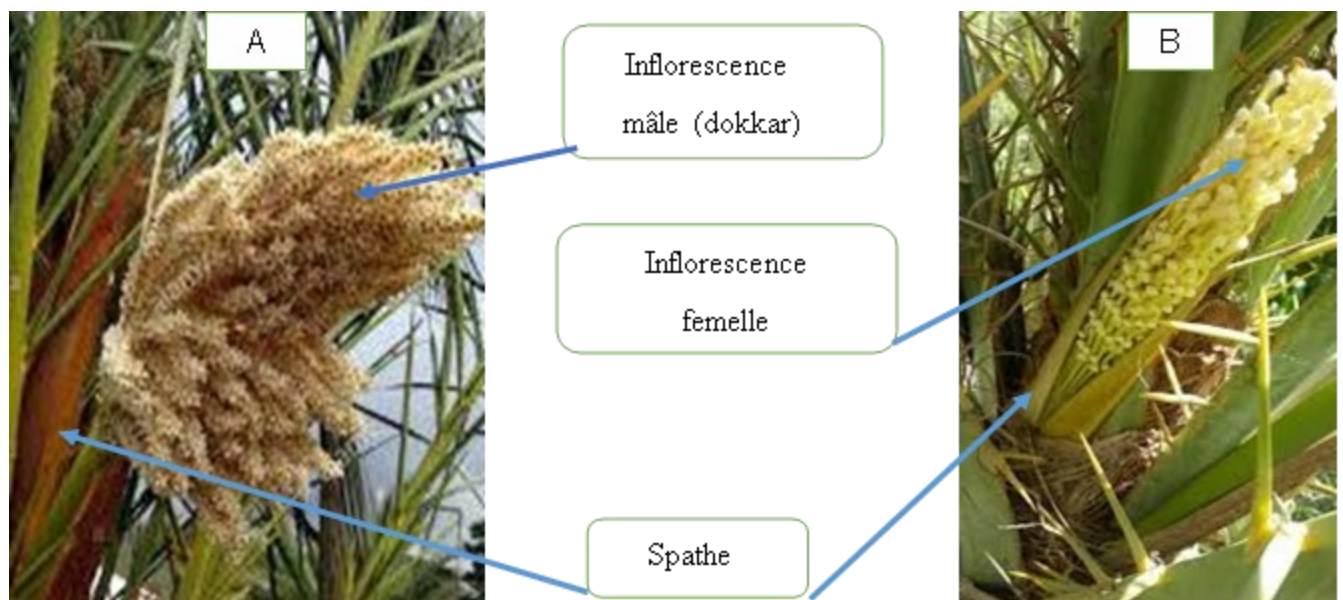 A
B
Inflorescence
mâle (dokkar)
Inflorescence
femelle
Spathe